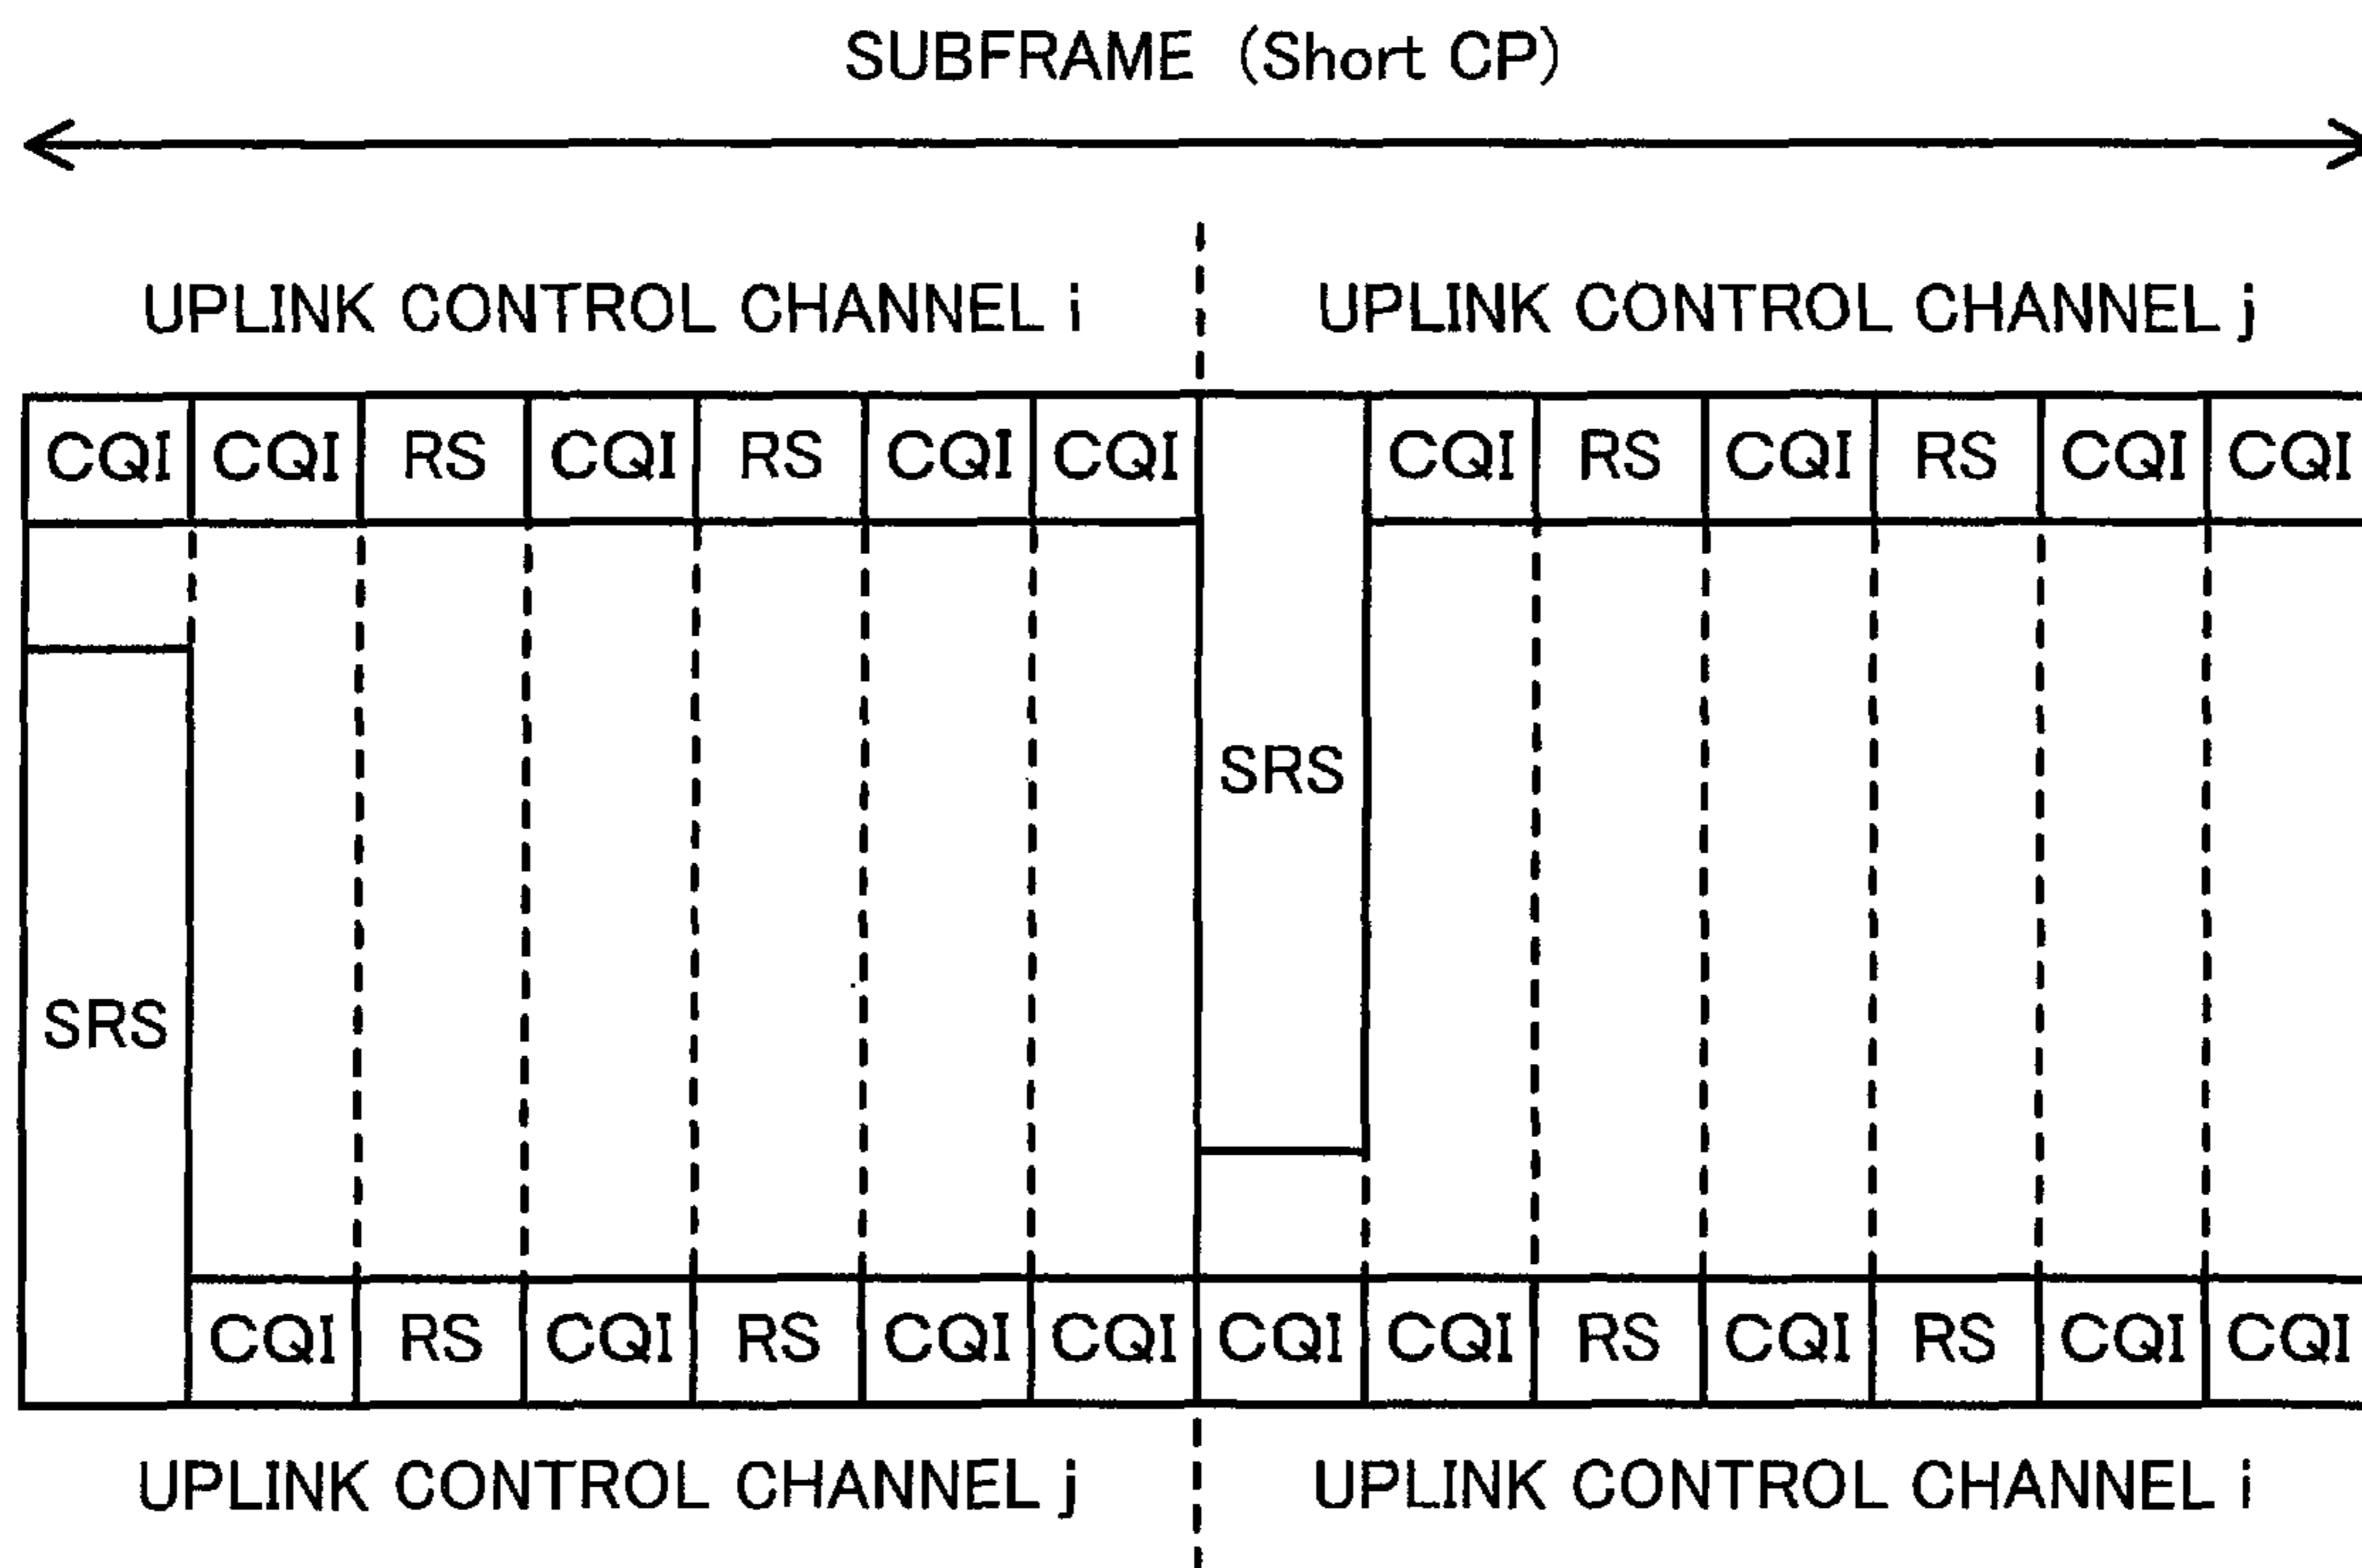 SUBFRAME (Short CP)
UPLINK CONTROL CHANNEL i UPLINK CONTROL CHANNEL j
CQI CQI RS CQI RS CQI CQI CQI RS CQI RS CQI CQI
SRS
SRS
CQI RS CQI RS CQI CQI CQI CQI RS CQI RS CQI CQI
UPLINK CONTROL CHANNEL j UPLINK CONTROL CHANNEL i